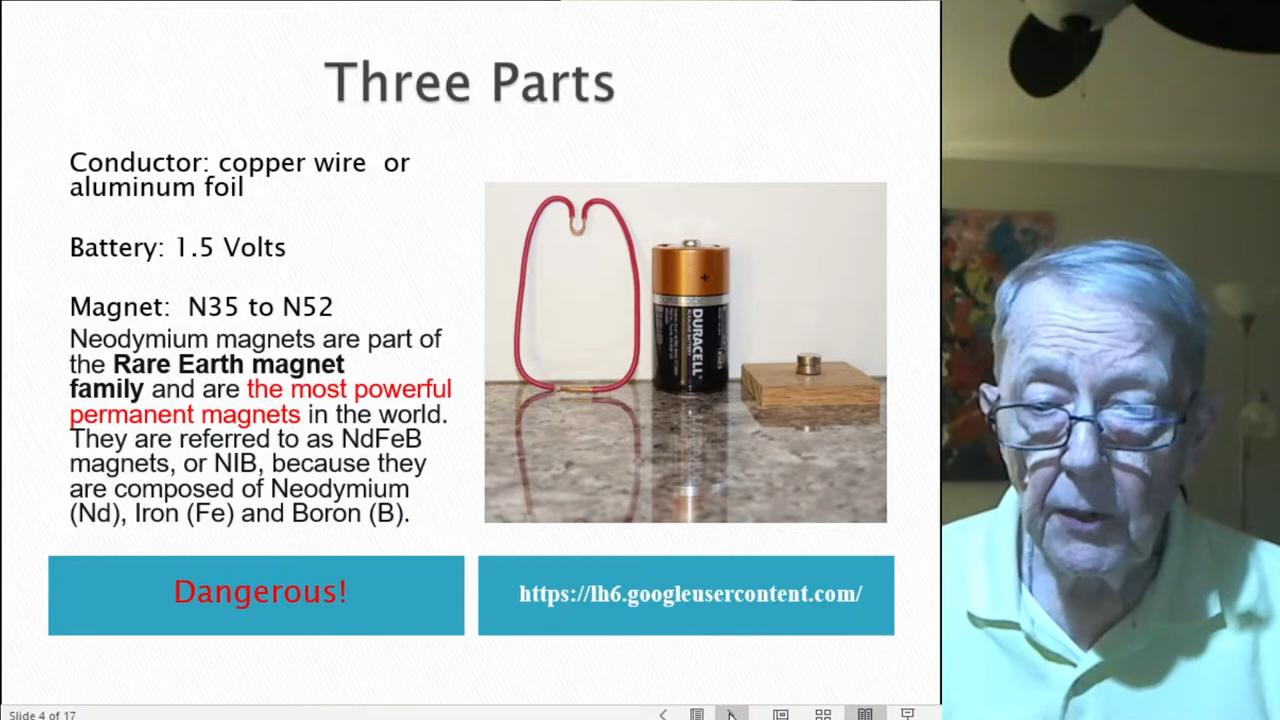 Three Parts
Conductor: copper wire or
aluminum foil
Battery: 1.5 Volts
Magnet: N35 to N52
Neodymium magnets are part of
the Rare Earth magnet
family and are the most powerful
permanent magnets in the world.
They are referred to as NdFeB
magnets, or NIB, because they
are composed of Neodymium
(Nd), Iron (Fe) and Boron (B).
+
DURACELL
Dangerous!
https://lh6.googleusercontent.com/
Slide 4 of 17